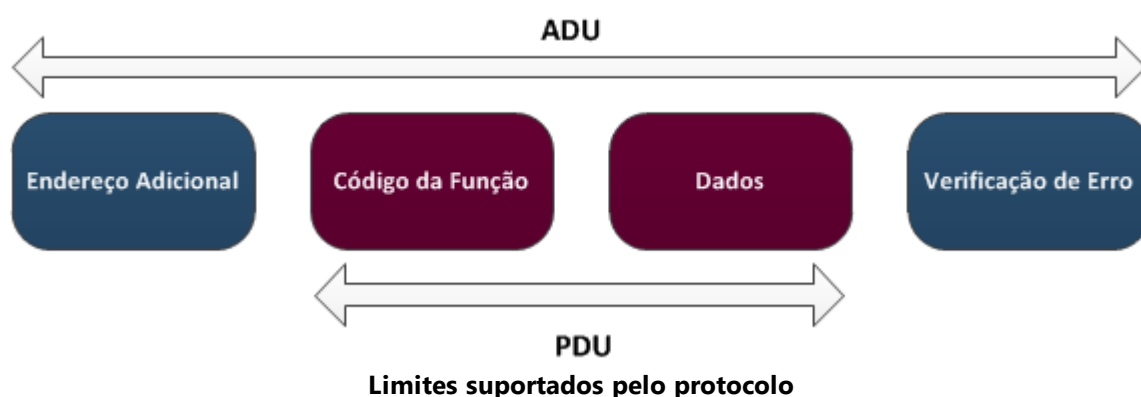 ADU
Endereço Adicional
Código da Função
Dados
Verificação de Erro
PDU
Limites suportados pelo protocolo